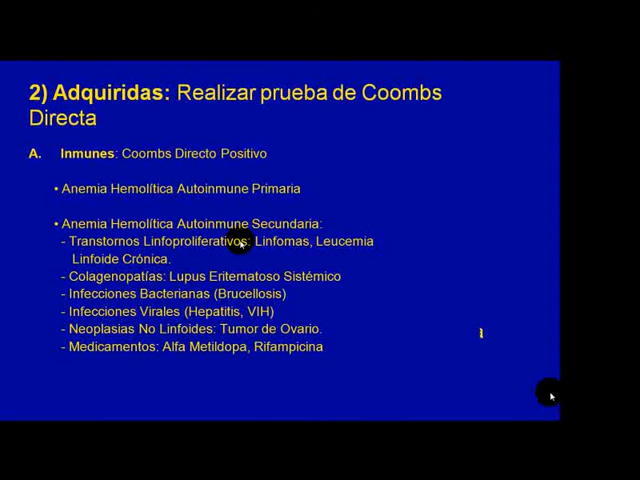 2) Adquiridas: Realizar prueba de Coombs
Directa
A. Inmunes: Coombs Directo Positivo
• Anemia Hemolítica Autoinmune Primaria
• Anemia Hemolítica Autoinmune Secundaria:
- Transtornos Linfoproliferativos: Linfomas, Leucemia
Linfoide Crónica.
- Colagenopatías: Lupus Eritematoso Sistémico
- Infecciones Bacterianas (Brucellosis)
- Infecciones Virales (Hepatitis, VIH)
- Neoplasias No Linfoides: Tumor de Ovario.
- Medicamentos: Alfa Metildopa, Rifampicina